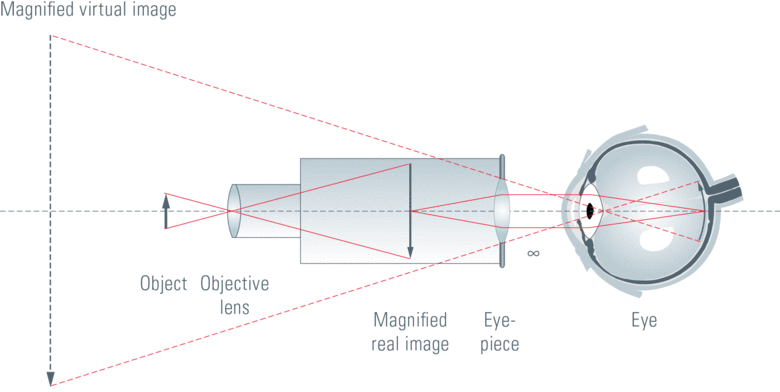 Magnified virtual image
∞
Object
Objective
lens
Magnified
real image
Eye-
piece
Eye